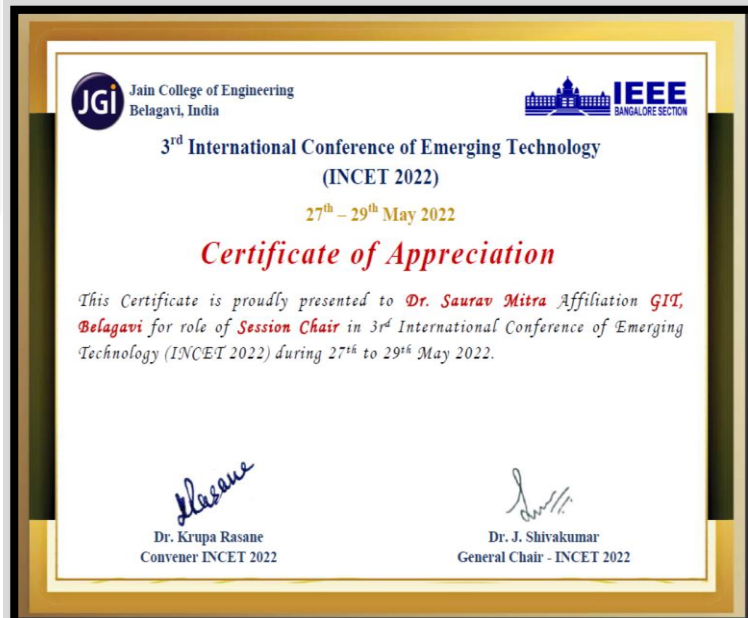 JGi
Jain College of Engineering
Belagavi, India
IEEE
BANGALORE SECTION
3rd International Conference of Emerging Technology
(INCET 2022)
27th – 29th May 2022
Certificate of Appreciation
This Certificate is proudly presented to Dr. Saurav Mitra Affiliation GIT,
Belagavi for role of Session Chair in 3rd International Conference of Emerging
Technology (INCET 2022) during 27th to 29th May 2022.
Dr. Krupa Rasane
Convener INCET 2022
Dr. J. Shivakumar
General Chair - INCET 2022